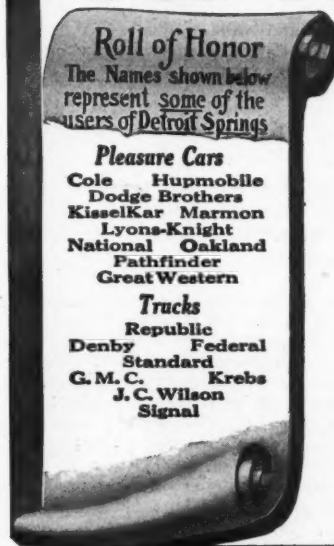 Roll of Honor
The Names shown below
represent some of the
users of Detroit Springs
Pleasure Cars
Cole Hupmobile
Dodge Brothers
KisselKar Marmon
Lyons-Knight
National Oakland
Pathfinder
Great Western
Trucks
Republic
Denby Federal
Standard
G. M. C. Krebs
J. C. Wilson
Signal